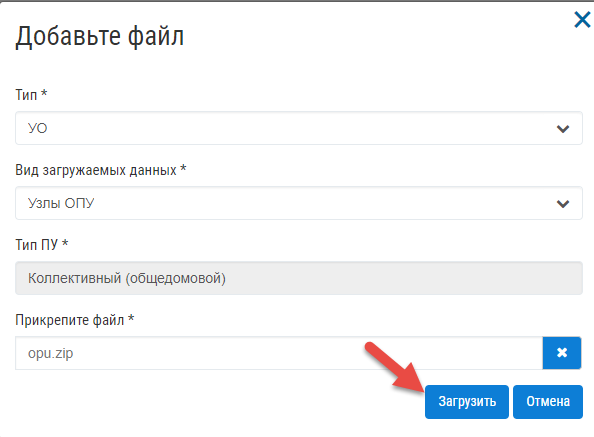 Добавьте файл
Тип *
УО
Вид загружаемых данных *
Узлы ОПУ
Тип ПУ *
Коллективный (общедомовой)
Прикрепите файл *
opu.zip
Загрузить
Отмена